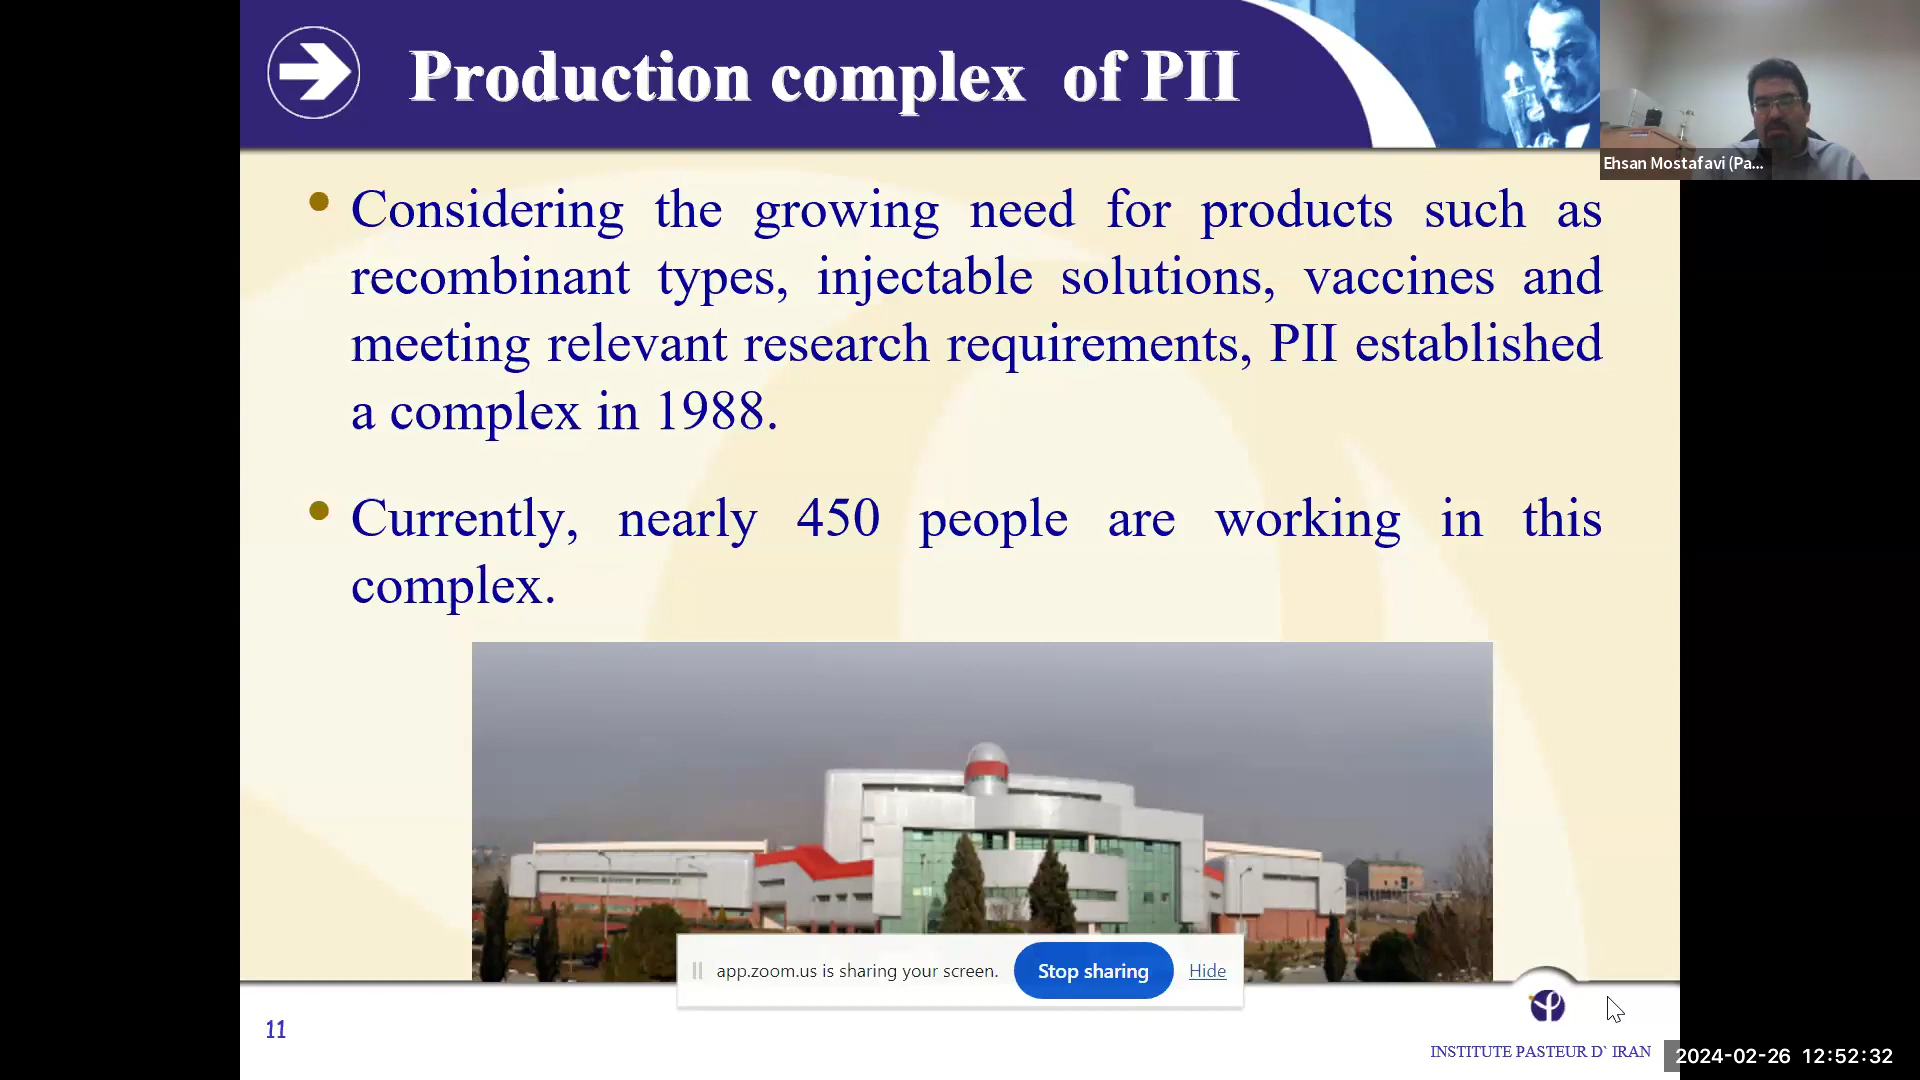 Production complex of PII
Ehsan Mostafavi (Pa...
• Considering the growing need for products such as
recombinant types, injectable solutions, vaccines and
meeting relevant research requirements, PII established
a complex in 1988.
• Currently, nearly 450 people are working in this
complex.
app.zoom.us is sharing your screen.
Stop sharing
Hide
11
INSTITUTE PASTEUR D` IRAN
2024-02-26 12:52:32